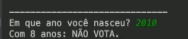 Em que ano você nasceu? 2010
Com 8 anos: NÃO VOTA.